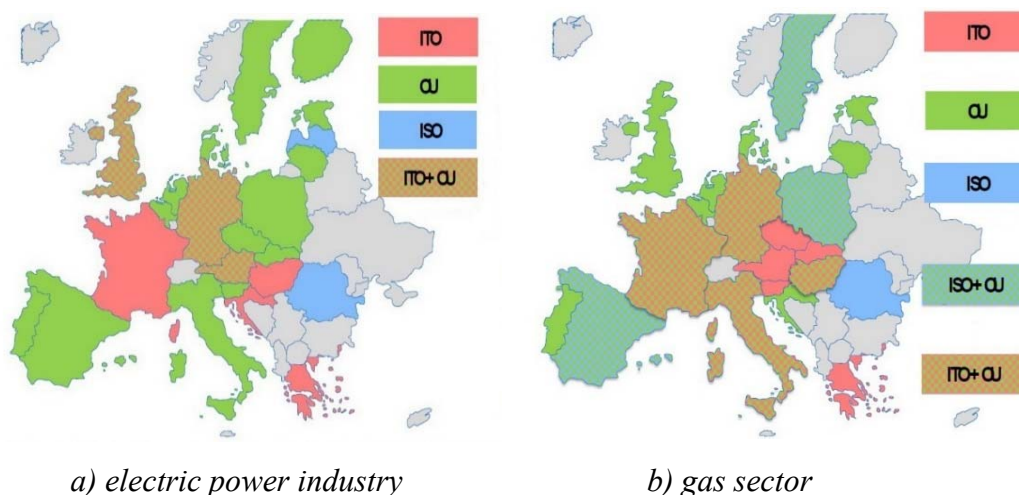 ITO
OU
ISO
ITO+ OU
ITO
OU
ISO
ISO+ OU
ITO+ OU
a) electric power industry
b) gas sector